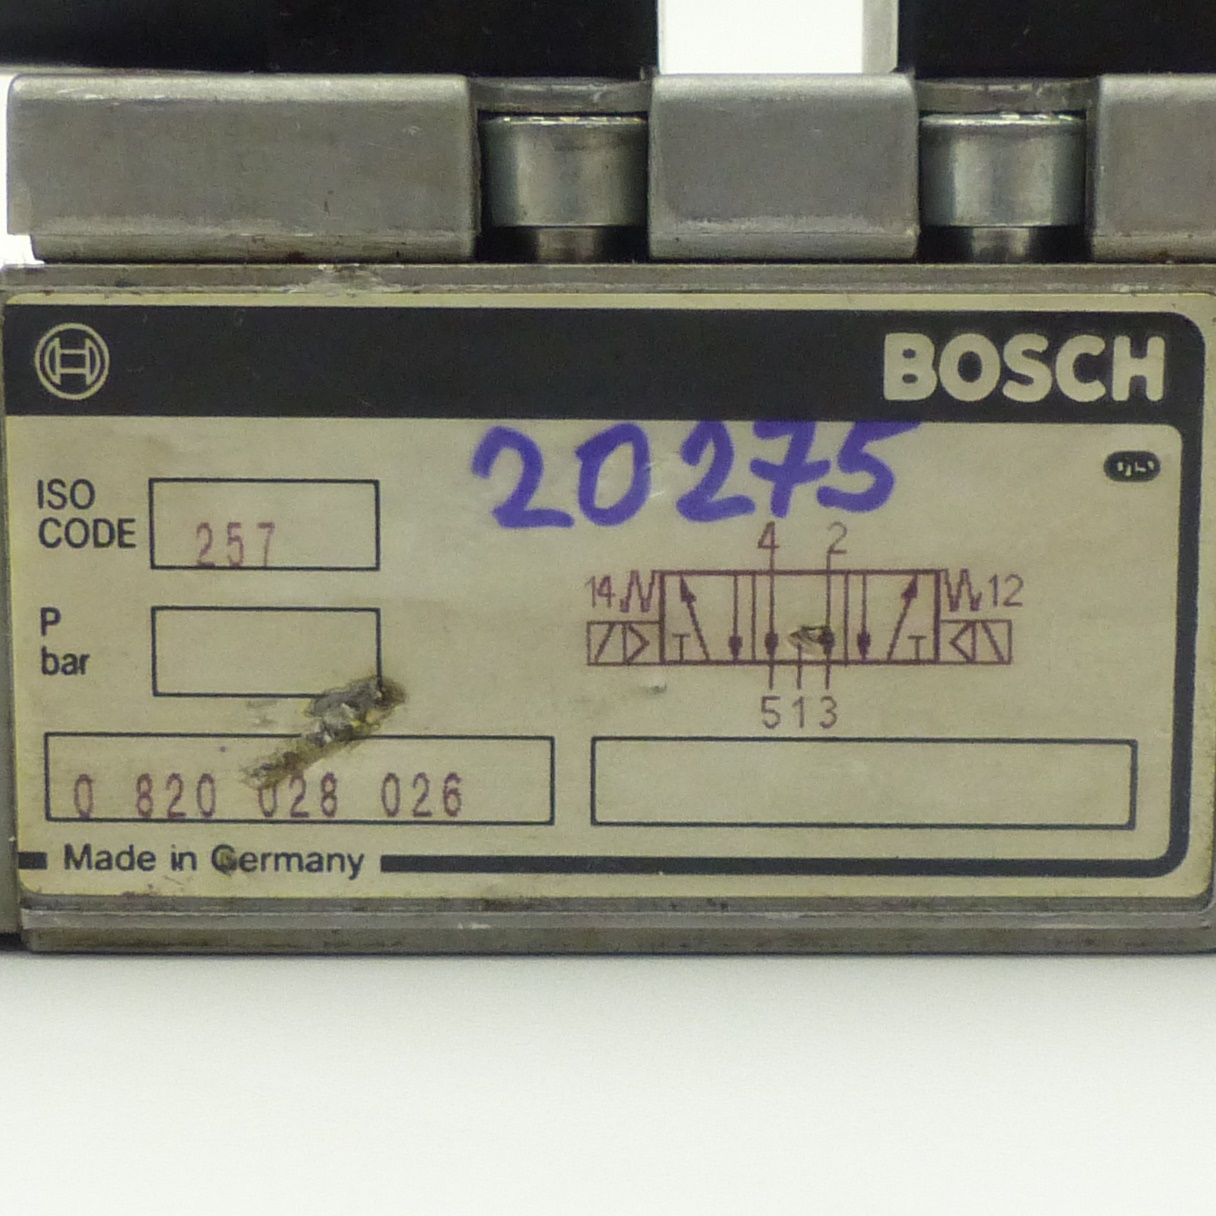 BOSCH
20275
ISO
CODE
257
4 2
14 12
P
bar
513
0 820 028 026
Made in Germany